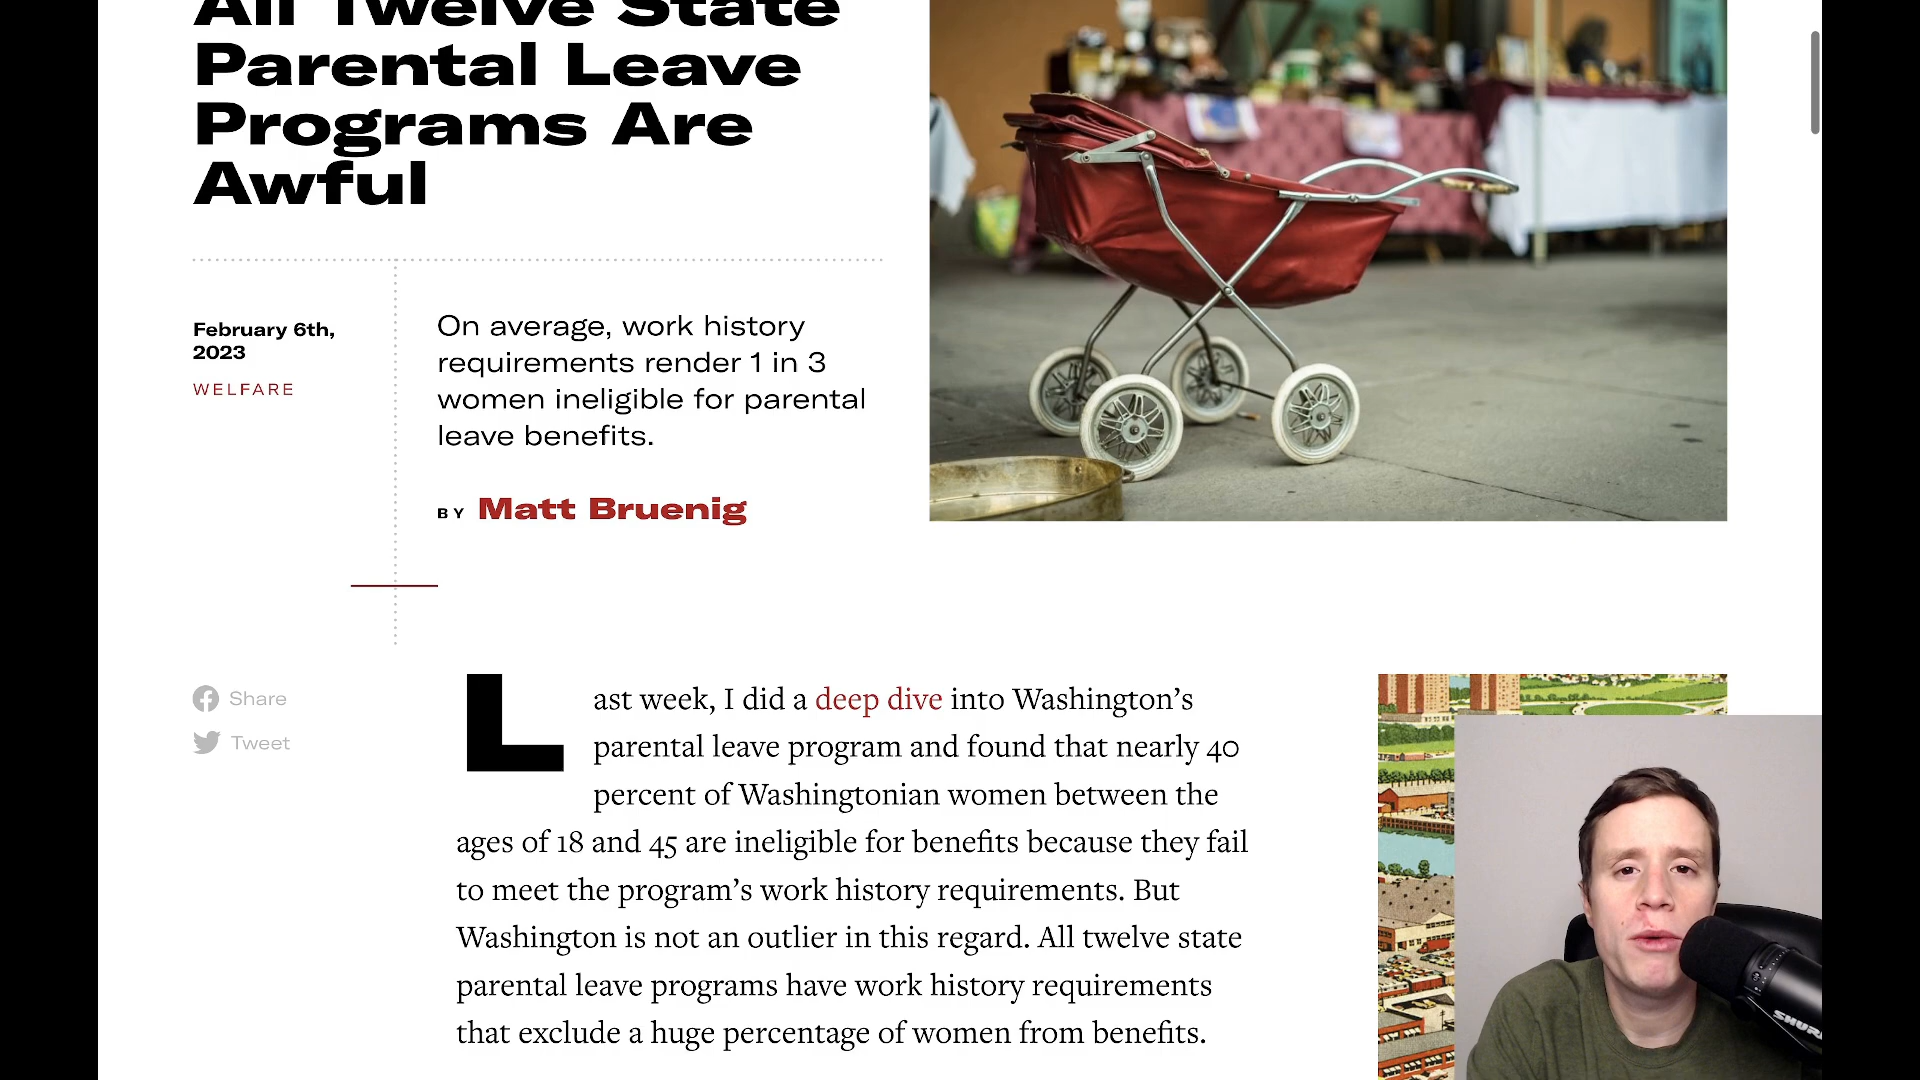 All Twelve State
Parental Leave
Programs Are
Awful
February 6th,
2023
WELFARE
On average, work history
requirements render 1 in 3
women ineligible for parental
leave benefits.
BY Matt Bruenig
Share
Tweet
Last week, I did a deep dive into Washington’s
parental leave program and found that nearly 40
percent of Washingtonian women between the
ages of 18 and 45 are ineligible for benefits because they fail
to meet the program’s work history requirements. But
Washington is not an outlier in this regard. All twelve state
parental leave programs have work history requirements
that exclude a huge percentage of women from benefits.
SHURE